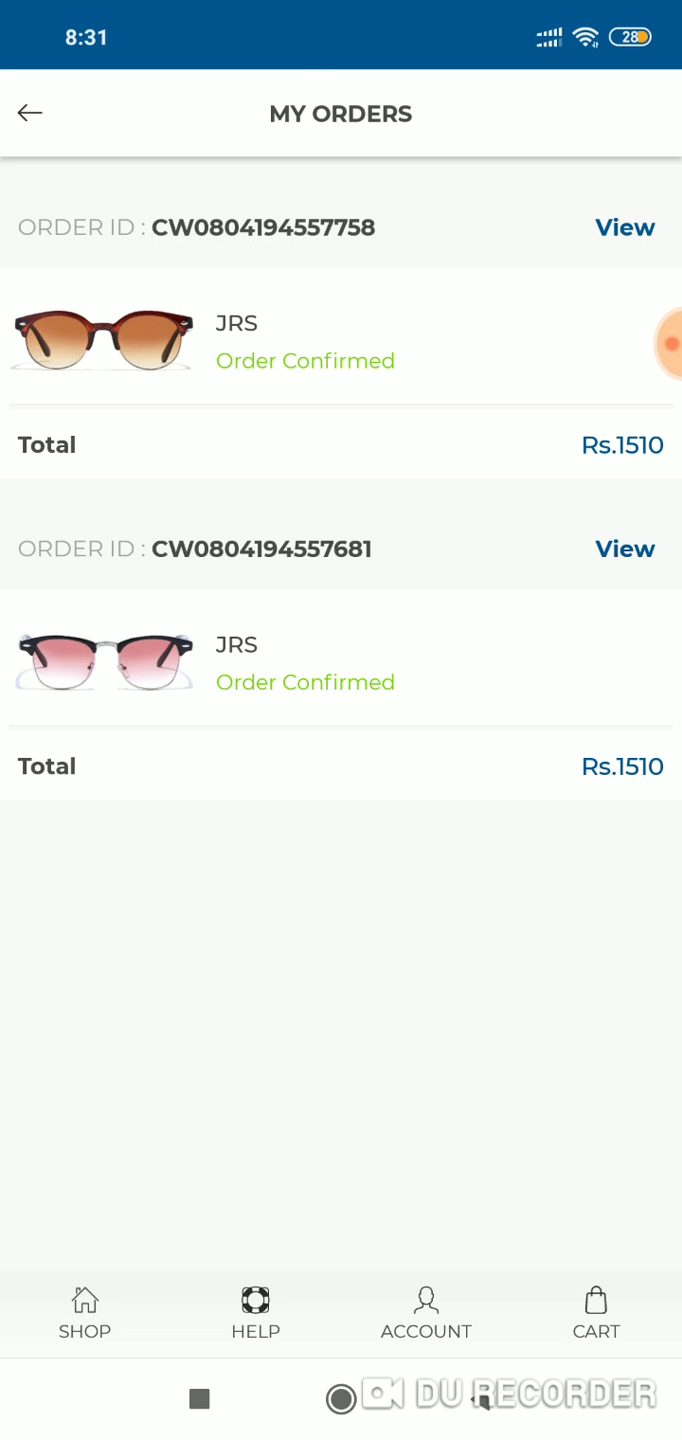 8:31
28
MY ORDERS
ORDER ID : CW0804194557758 View
JRS
Order Confirmed
Total Rs.1510
ORDER ID : CW0804194557681 View
JRS
Order Confirmed
Total Rs.1510
SHOP HELP ACCOUNT CART
DU RECORDER